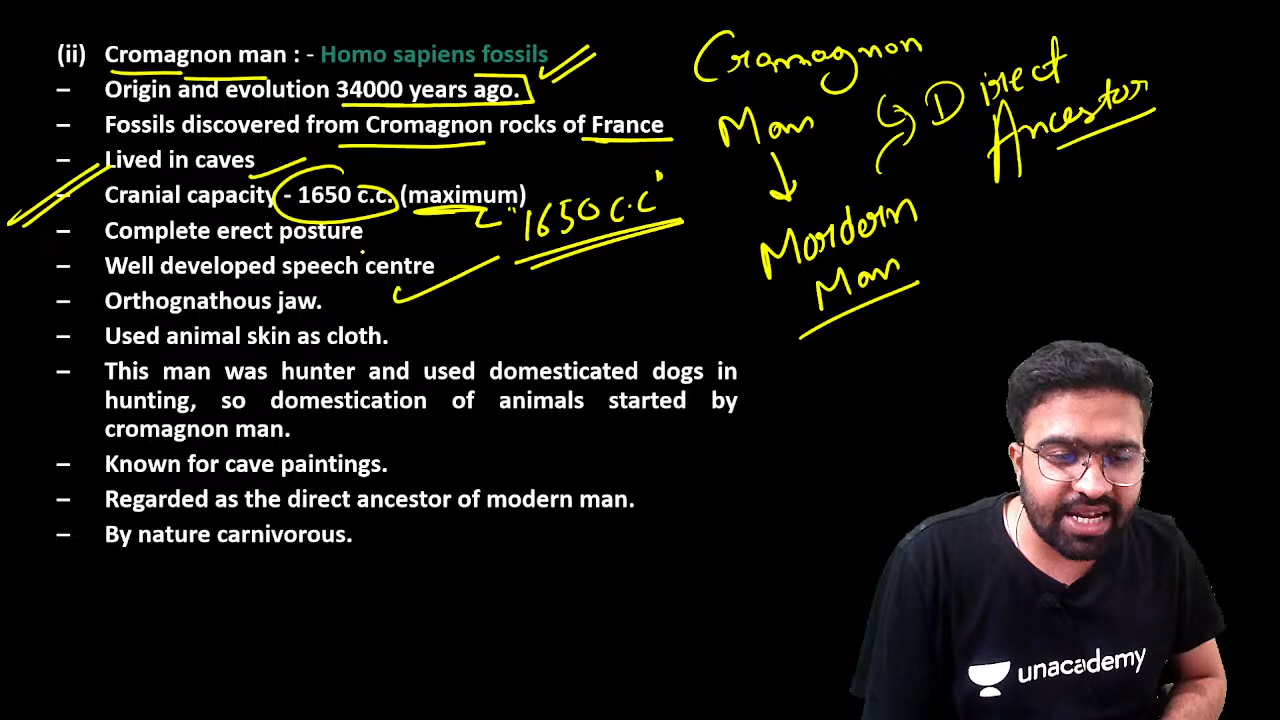 (ii) Cromagnon man : - Homo sapiens fossils
– Origin and evolution 34000 years ago.
– Fossils discovered from Cromagnon rocks of France
– Lived in caves
– Cranial capacity - 1650 c.c. (maximum)
– Complete erect posture
– Well developed speech centre
– Orthognathous jaw.
– Used animal skin as cloth.
– This man was hunter and used domesticated dogs in
hunting, so domestication of animals started by
cromagnon man.
– Known for cave paintings.
– Regarded as the direct ancestor of modern man.
– By nature carnivorous.
"1650 c.c"
Cramagnon
Man
↓
Mordern
Man
Direct
Ancestor
unacademy